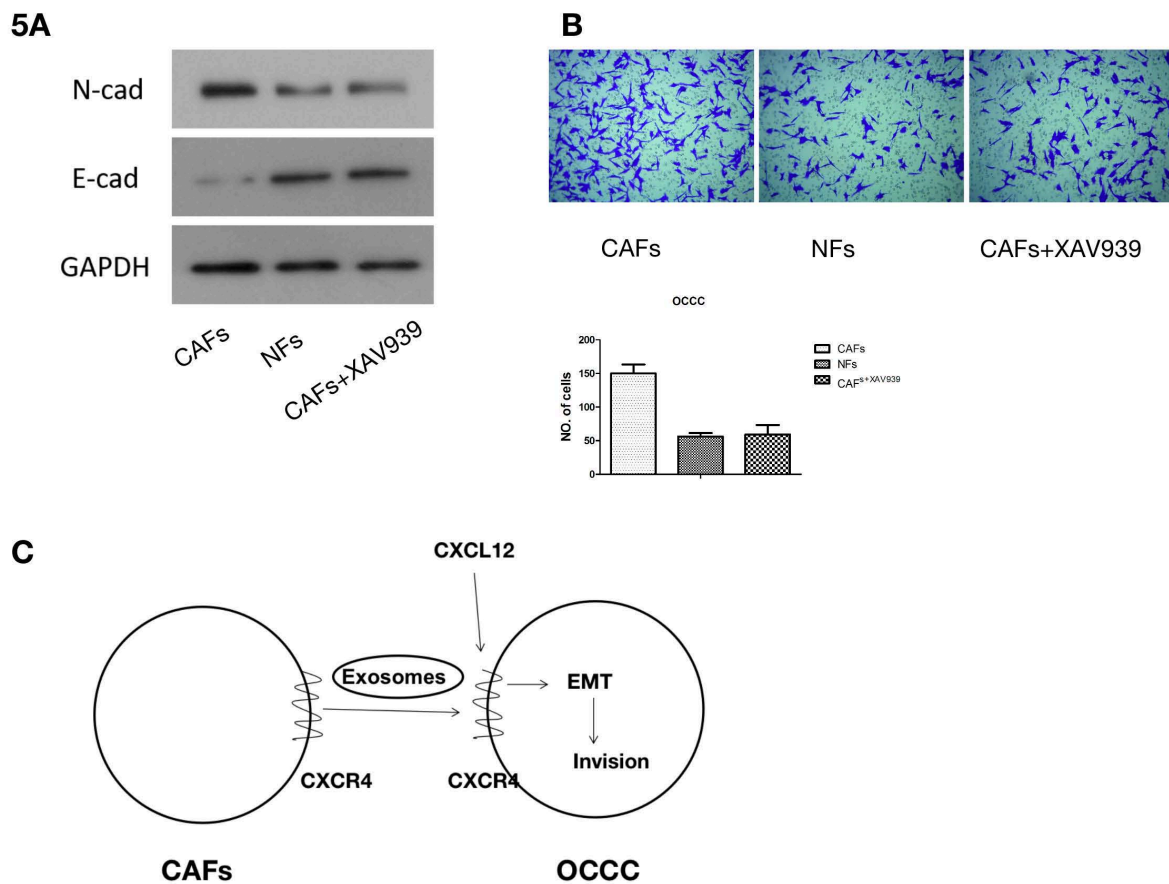 5A
N-cad
E-cad
GAPDH
CAFs
NFs
CAFs+XAV939
B
CAFs
NFs
CAFs+XAV939
OCCC
NO. of cells
200
150
100
50
0
CAFs
NFs
CAFs+XAV939
C
CXCL12
Exosomes
EMT
Invision
CXCR4
CXCR4
CAFs
OCCC